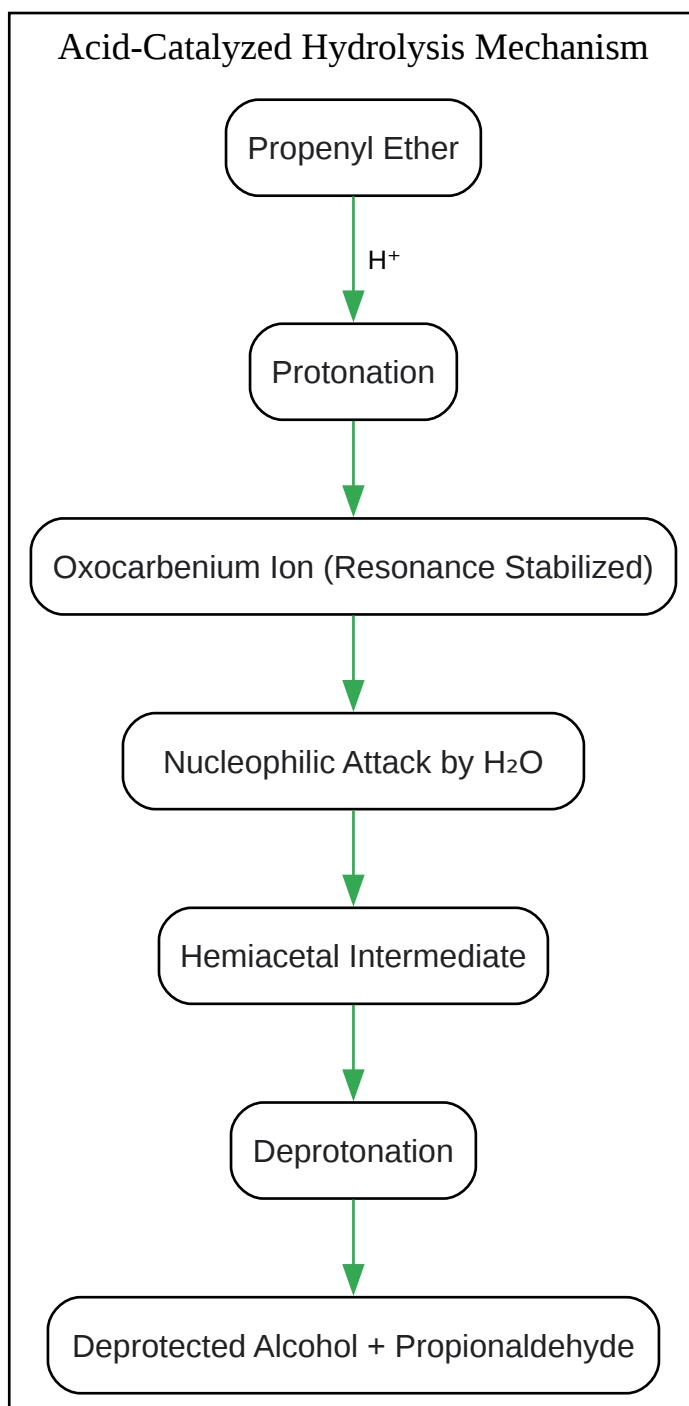 Acid-Catalyzed Hydrolysis Mechanism
Propenyl Ether
H⁺
Protonation
Oxocarbenium Ion (Resonance Stabilized)
Nucleophilic Attack by H₂O
Hemiacetal Intermediate
Deprotonation
Deprotected Alcohol + Propionaldehyde